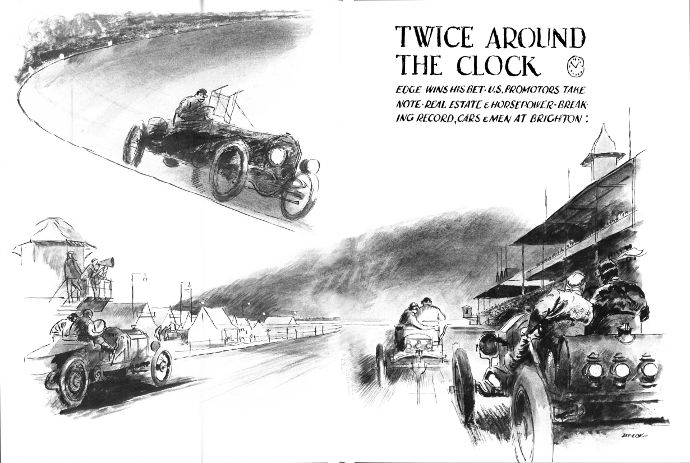 TWICE AROUND
THE CLOCK
EDGE WINS HIS BET · U.S. PROMOTORS TAKE
NOTE · REAL ESTATE & HORSEPOWER · BREAK-
ING RECORD, CARS & MEN AT BRIGHTON :